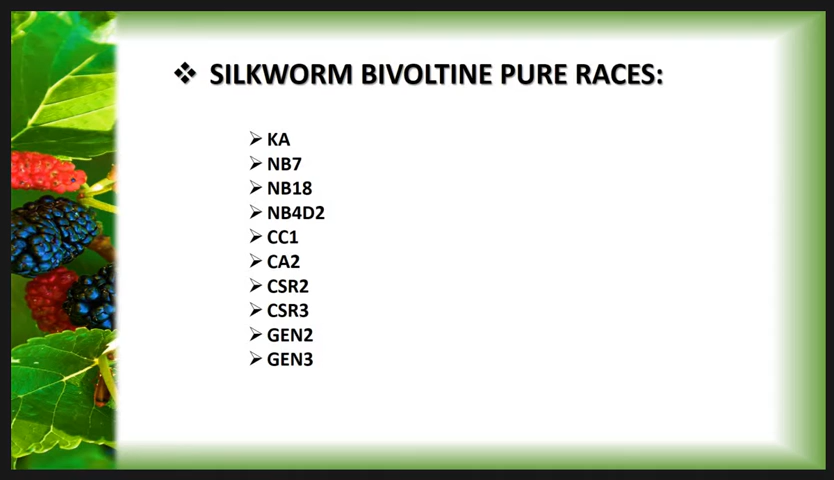 ❖ SILKWORM BIVOLTINE PURE RACES:
➢ KA
➢ NB7
➢ NB18
➢ NB4D2
➢ CC1
➢ CA2
➢ CSR2
➢ CSR3
➢ GEN2
➢ GEN3